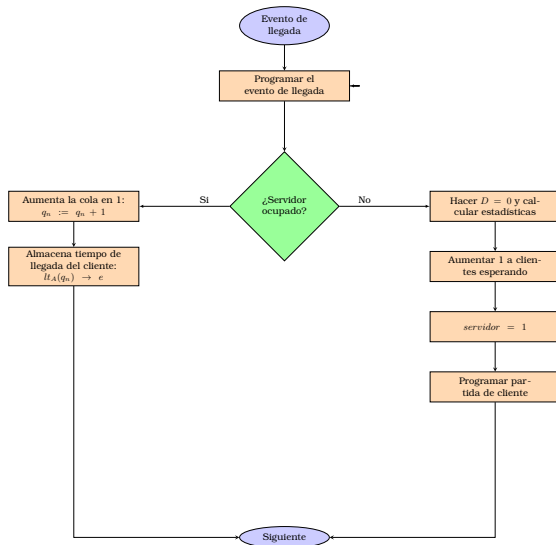 Evento de
llegada
Programar el
evento de llegada
¿Servidor
ocupado?
Si
No
Aumenta la cola en 1:
qₙ := qₙ + 1
Almacena tiempo de
llegada del cliente:
lt_A(qₙ) → e
Hacer D = 0 y cal-
cular estadísticas
Aumentar 1 a clien-
tes esperando
servidor = 1
Programar par-
tida de cliente
Siguiente